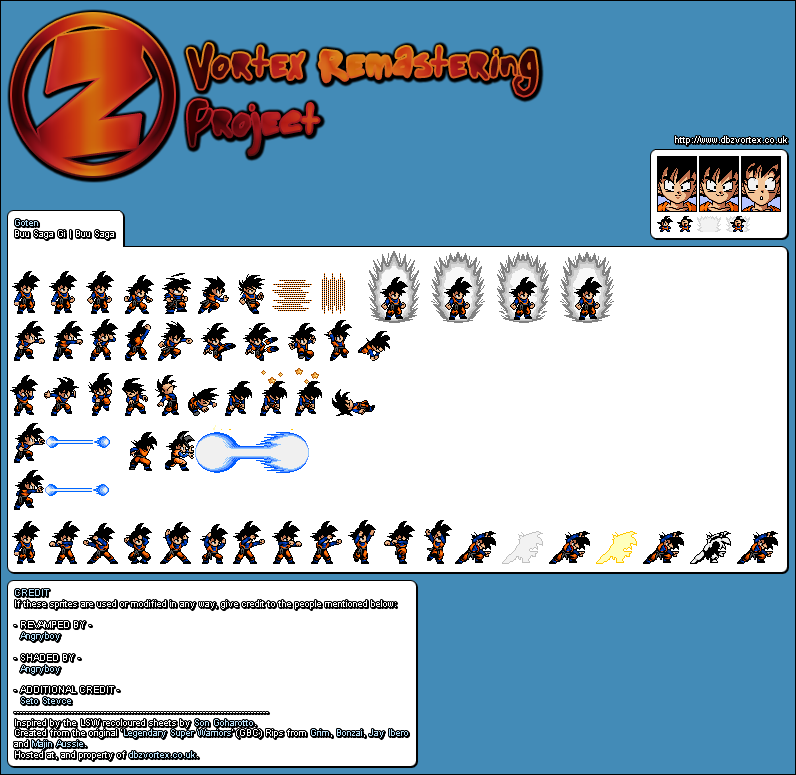 Vortex Remastering
Project
http://www.dbzvortex.co.uk
Goten
Buu Saga Gi | Buu Saga
CREDIT
If these sprites are used or modified in any way, give credit to the people mentioned below:
- REVAMPED BY -
Angryboy
- SHADED BY -
Angryboy
- ADDITIONAL CREDIT -
Seto Stevoe
Inspired by the LSW recoloured sheets by Son Goharotto.
Created from the original "Legendary Super Warriors" (GBC) Rips from Grim, Bonzai, Jay Ibero
and Majin Aussie.
Hosted at, and property of dbzvortex.co.uk.